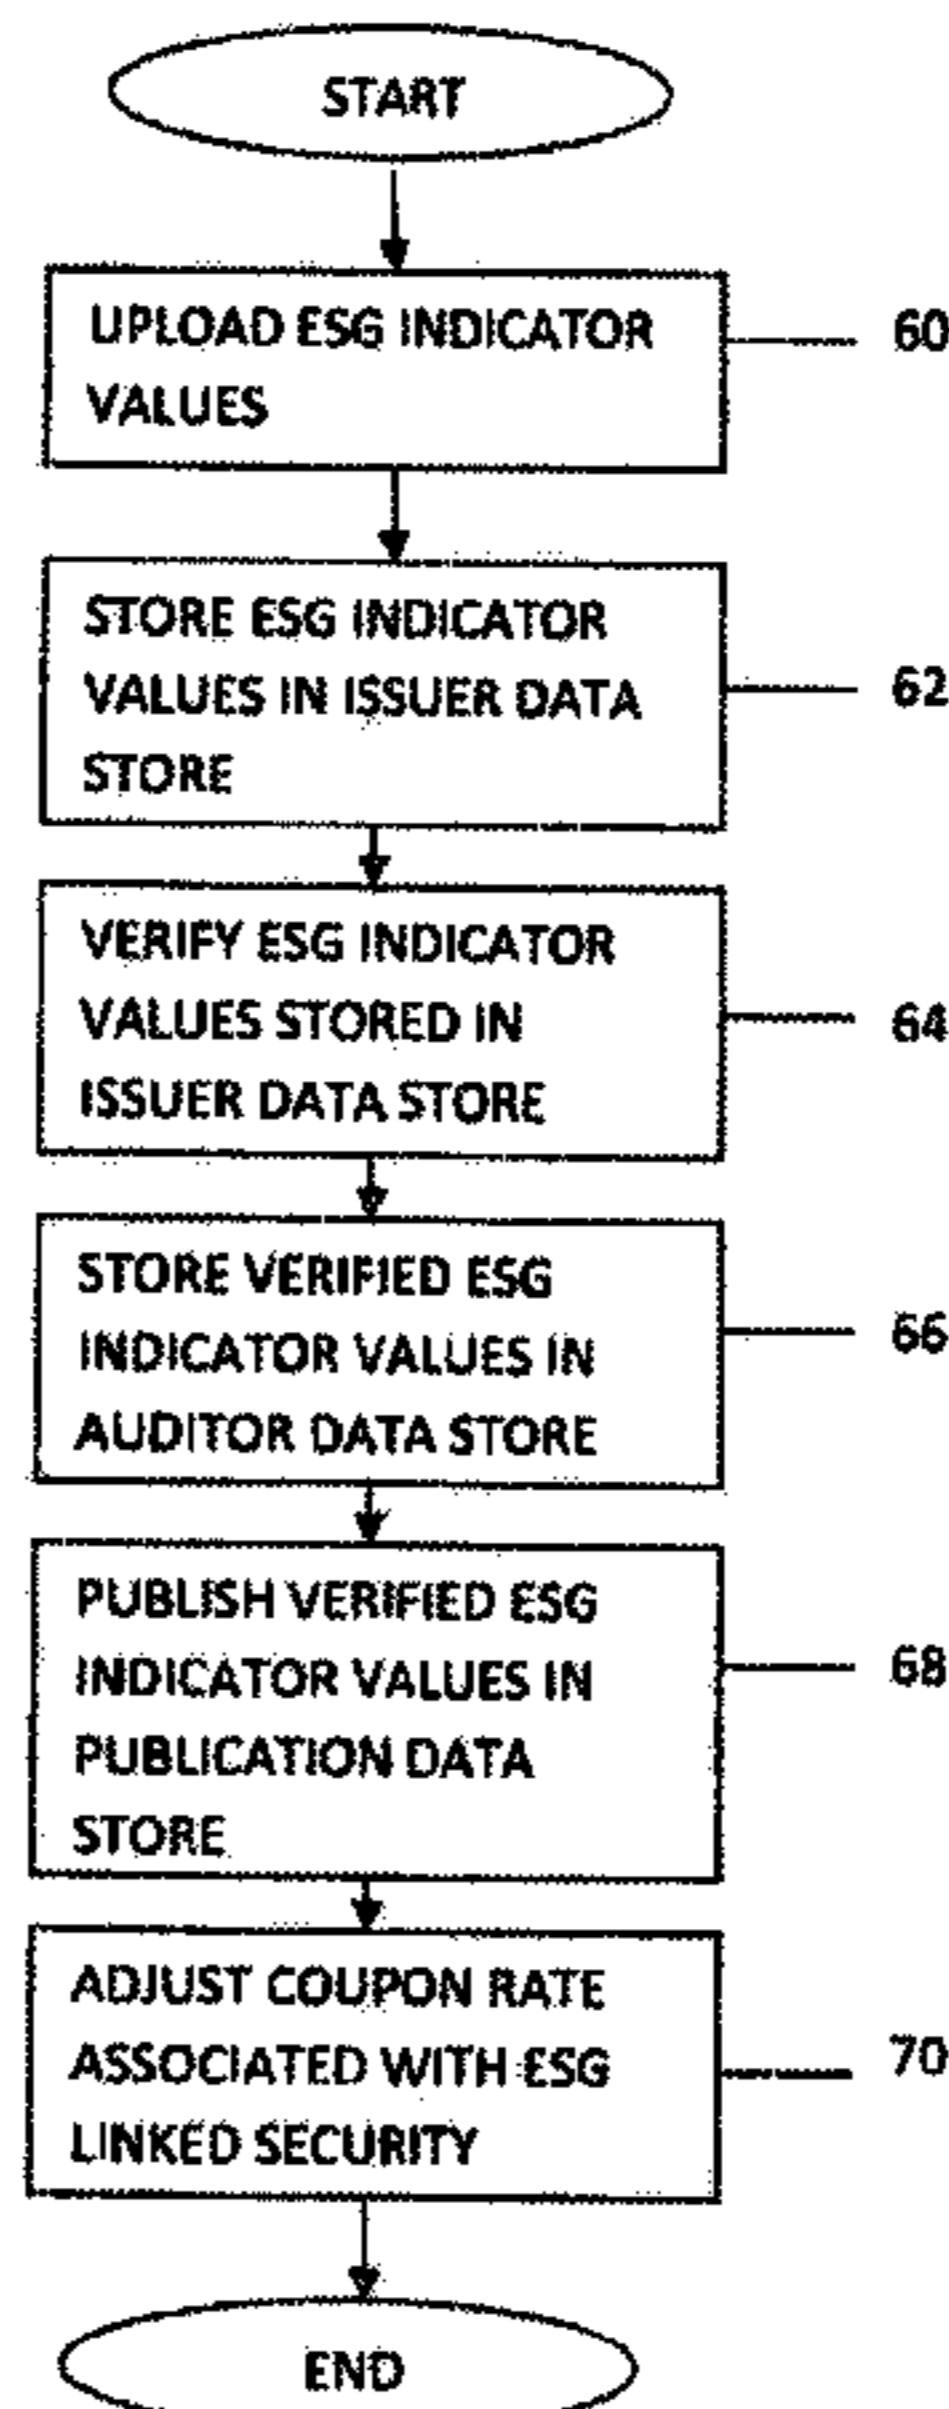 START
UPLOAD ESG INDICATOR
VALUES
60
STORE ESG INDICATOR
VALUES IN ISSUER DATA
STORE
62
VERIFY ESG INDICATOR
VALUES STORED IN
ISSUER DATA STORE
64
STORE VERIFIED ESG
INDICATOR VALUES IN
AUDITOR DATA STORE
66
PUBLISH VERIFIED ESG
INDICATOR VALUES IN
PUBLICATION DATA
STORE
68
ADJUST COUPON RATE
ASSOCIATED WITH ESG
LINKED SECURITY
70
END